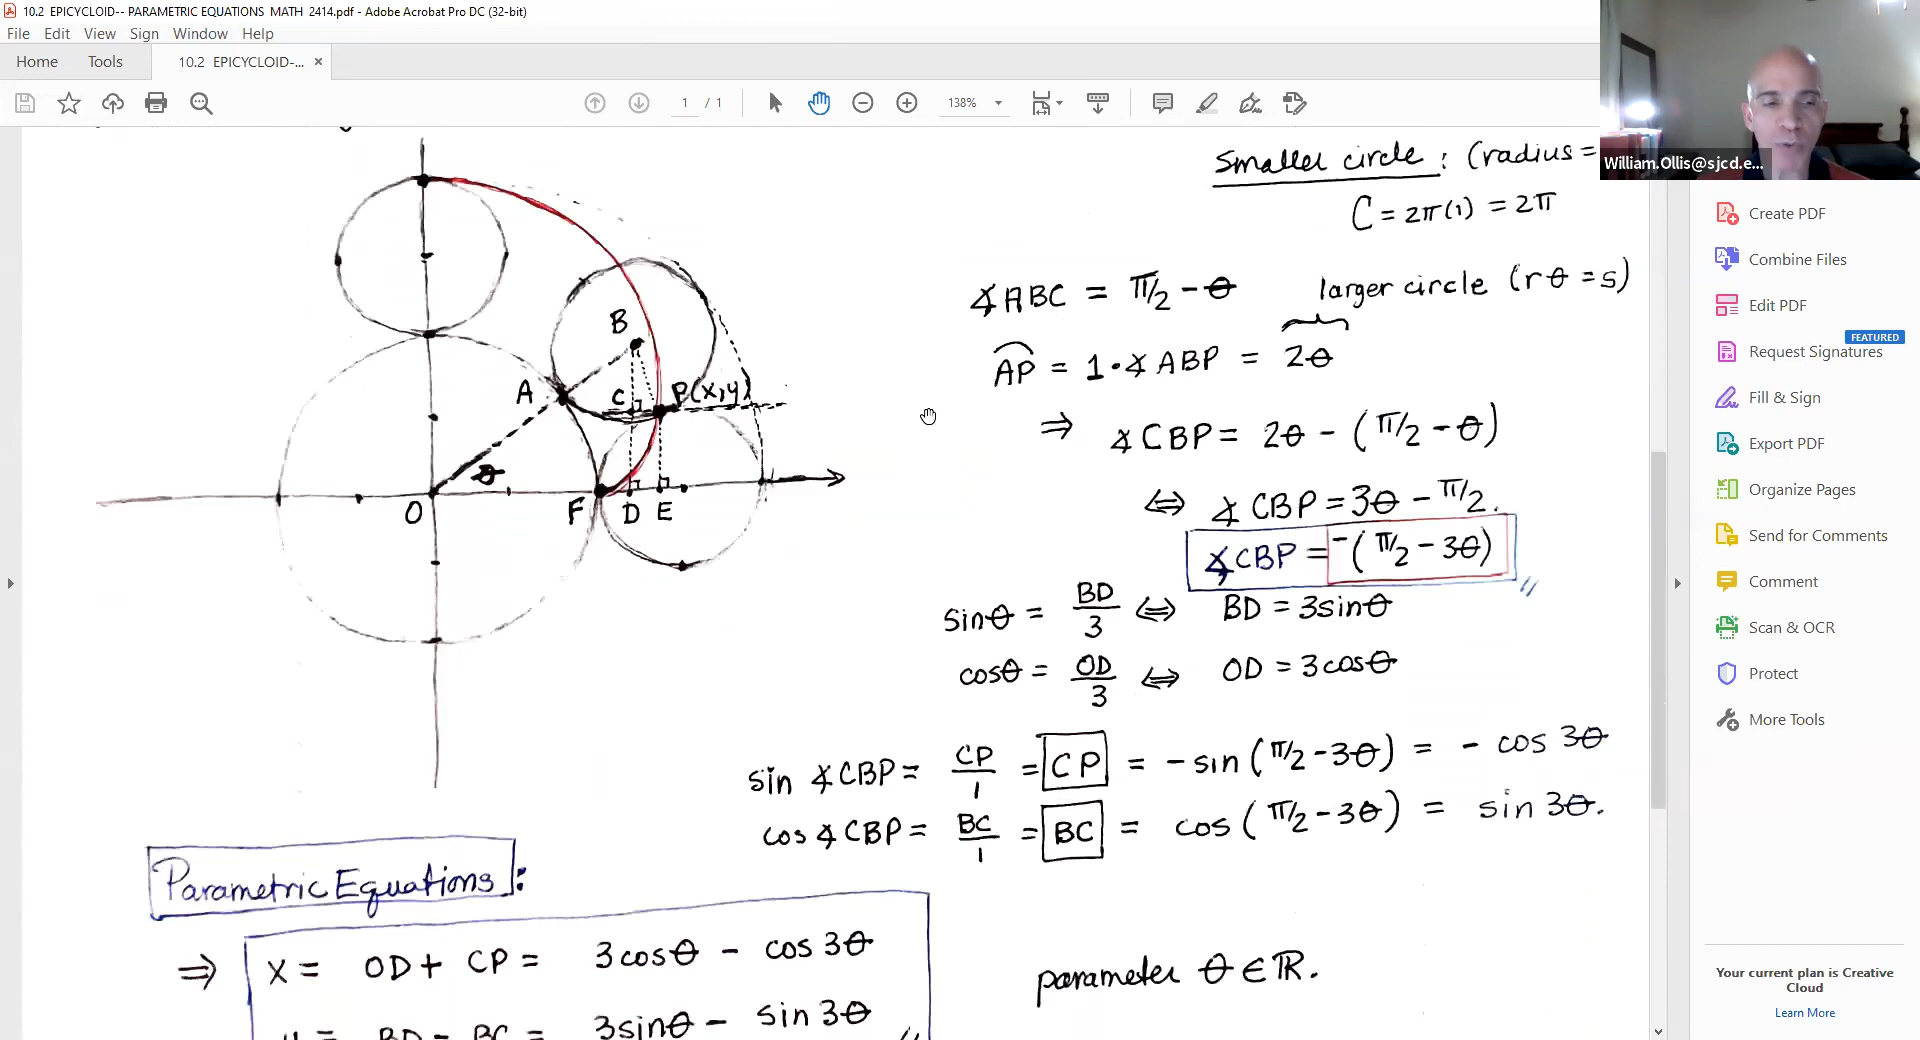 10.2 EPICYCLOID-- PARAMETRIC EQUATIONS MATH 2414.pdf - Adobe Acrobat Pro DC (32-bit)
File Edit View Sign Window Help
Home Tools 10.2 EPICYCLOID-... ×
1 / 1 138%
William.Ollis@sjcd.e...
Smaller circle : (radius =
C = 2π(1) = 2π
∡ABC = π/2 - θ
larger circle (rθ = s)
AP = 1·∡ABP = 2θ
⇒ ∡CBP = 2θ - (π/2 - θ)
⇔ ∡CBP = 3θ - π/2.
∡CBP = -(π/2 - 3θ)
sinθ = BD/3 ⇔ BD = 3sinθ
cosθ = OD/3 ⇔ OD = 3cosθ
sin ∡CBP = CP/1 = CP = -sin(π/2 - 3θ) = - cos 3θ
cos ∡CBP = BC/1 = BC = cos(π/2 - 3θ) = sin 3θ.
B
A
C
P(x,y)
θ
O
F
D
E
Parametric Equations:
⇒ x = OD + CP = 3cosθ - cos 3θ
y = BD - BC = 3sinθ - sin 3θ
parameter θ ∈ ℝ.
Create PDF
Combine Files
Edit PDF
FEATURED
Request Signatures
Fill & Sign
Export PDF
Organize Pages
Send for Comments
Comment
Scan & OCR
Protect
More Tools
Your current plan is Creative
Cloud
Learn More